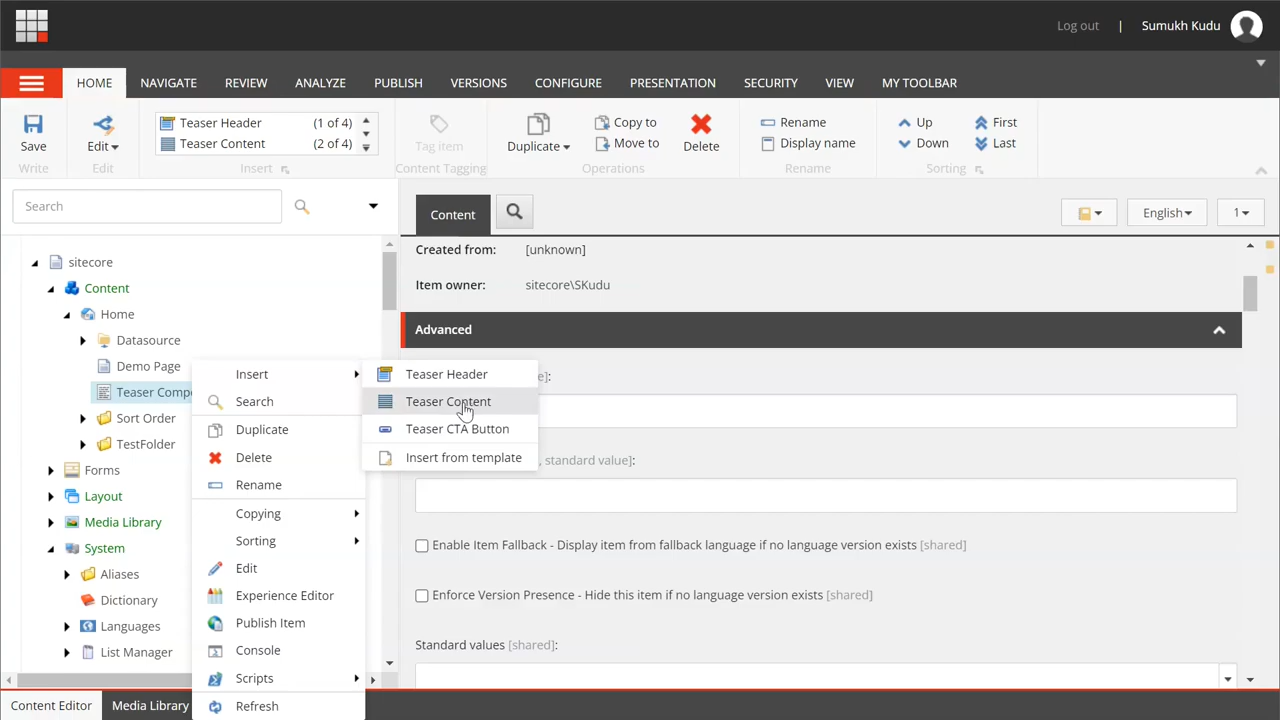 Log out | Sumukh Kudu
HOME NAVIGATE REVIEW ANALYZE PUBLISH VERSIONS CONFIGURE PRESENTATION SECURITY VIEW MY TOOLBAR
Save
Write
Edit
Edit
Teaser Header (1 of 4)
Teaser Content (2 of 4)
Insert
Tag item
Content Tagging
Duplicate
Copy to
Move to
Delete
Operations
Rename
Display name
Rename
Up
Down
First
Last
Sorting
Search
Content
English
1
sitecore
Content
Home
Datasource
Demo Page
Teaser Compo
Sort Order
TestFolder
Forms
Layout
Media Library
System
Aliases
Dictionary
Languages
List Manager
Insert
Search
Duplicate
Delete
Rename
Copying
Sorting
Edit
Experience Editor
Publish Item
Console
Scripts
Refresh
Teaser Header
Teaser Content
Teaser CTA Button
Insert from template
Created from: [unknown]
Item owner: sitecore\SKudu
Advanced
e]:
, standard value]:
Enable Item Fallback - Display item from fallback language if no language version exists [shared]
Enforce Version Presence - Hide this item if no language version exists [shared]
Standard values [shared]:
Content Editor
Media Library